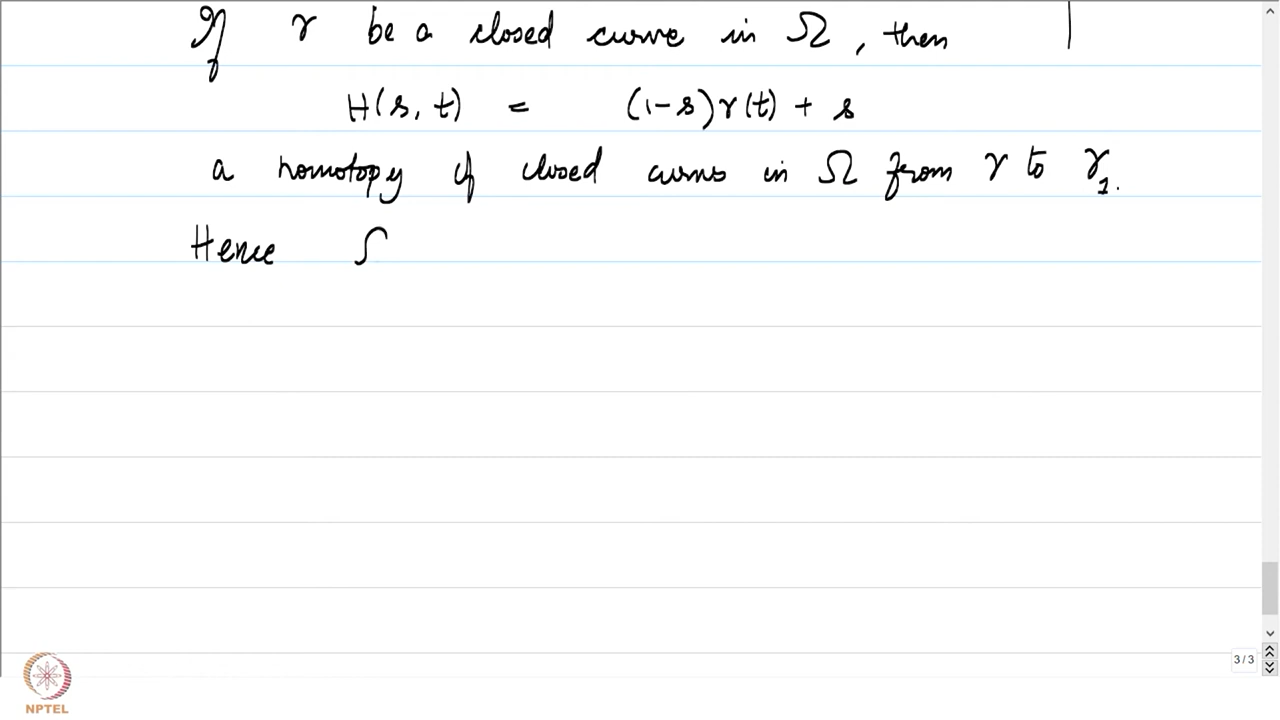 If γ be a closed curve in Ω, then
H(s, t) = (1-s)γ(t) + s
a homotopy of closed curves in Ω from γ to γ₁.
Hence ∫
3/3
NPTEL